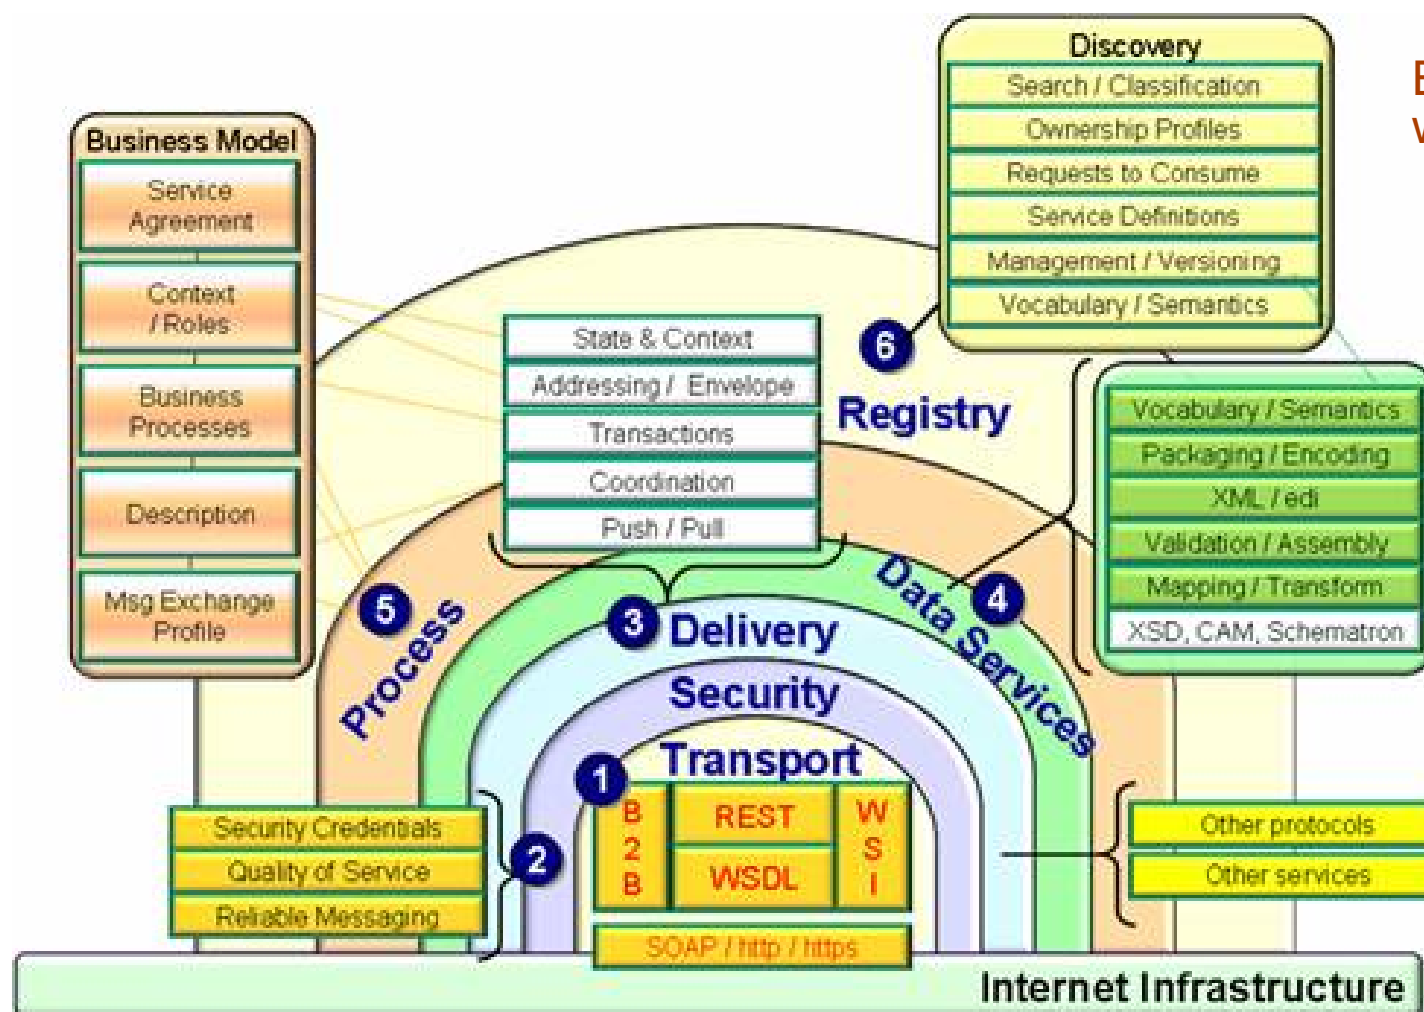 Discovery
Search / Classification
Ownership Profiles
Requests to Consume
Service Definitions
Management / Versioning
Vocabulary / Semantics
Business Model
Service
Agreement
Context
/ Roles
Business
Processes
Description
Msg Exchange
Profile
State & Context
Addressing / Envelope
Transactions
Coordination
Push / Pull
6
Registry
Vocabulary / Semantics
Packaging / Encoding
XML / edi
Validation / Assembly
Mapping / Transform
XSD, CAM, Schematron
5
Process
4
Data Services
3
Delivery
Security
1
Transport
B2B
REST
WSDL
WSI
SOAP / http / https
2
Security Credentials
Quality of Service
Reliable Messaging
Other protocols
Other services
Internet Infrastructure